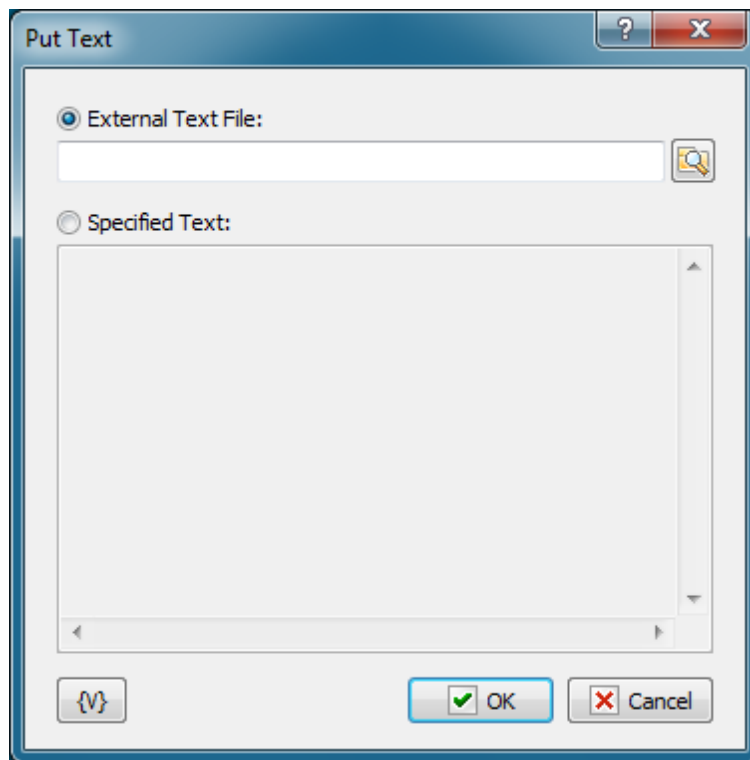 Put Text
?
External Text File:
Specified Text:
{V}
OK
Cancel